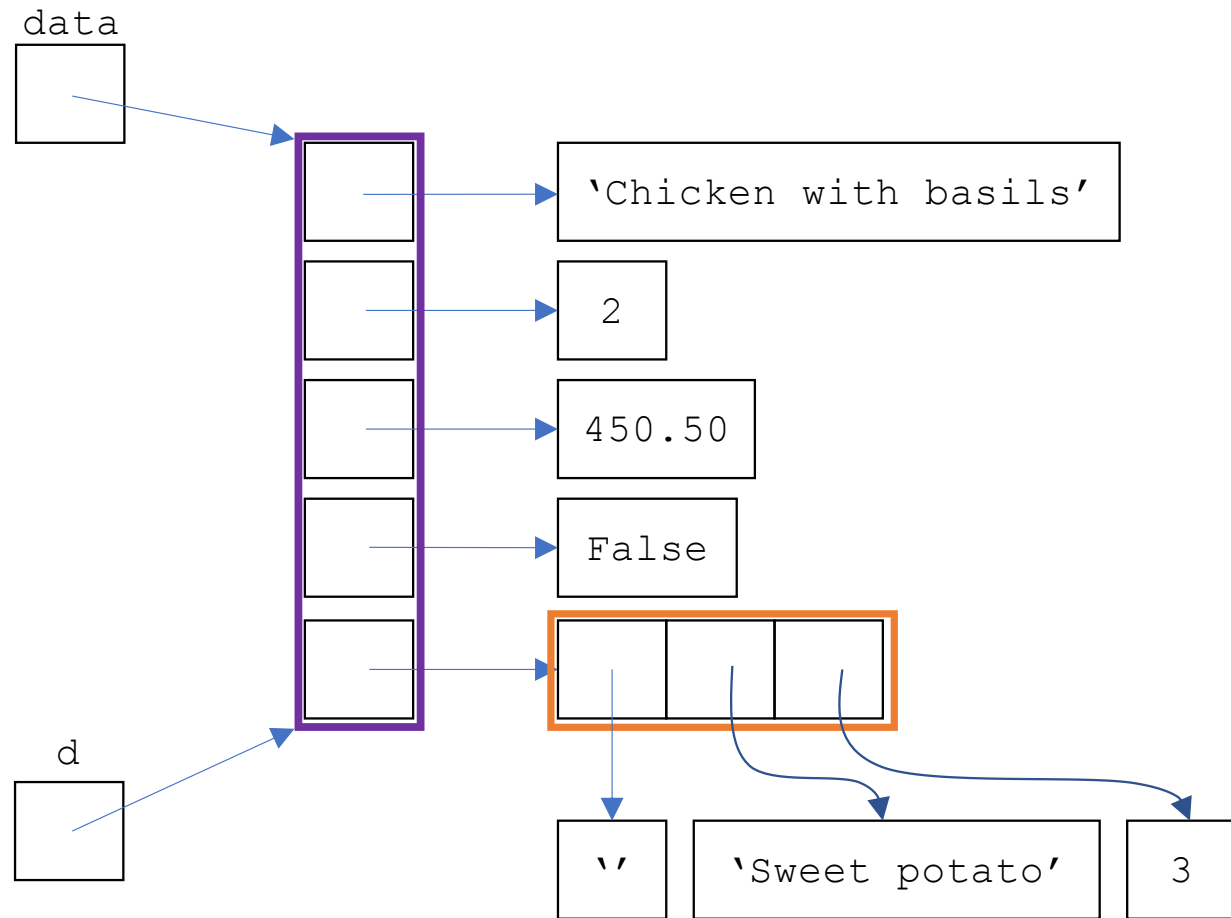 data
‘Chicken with basils’
2
450.50
False
d
‘’
‘Sweet potato’
3